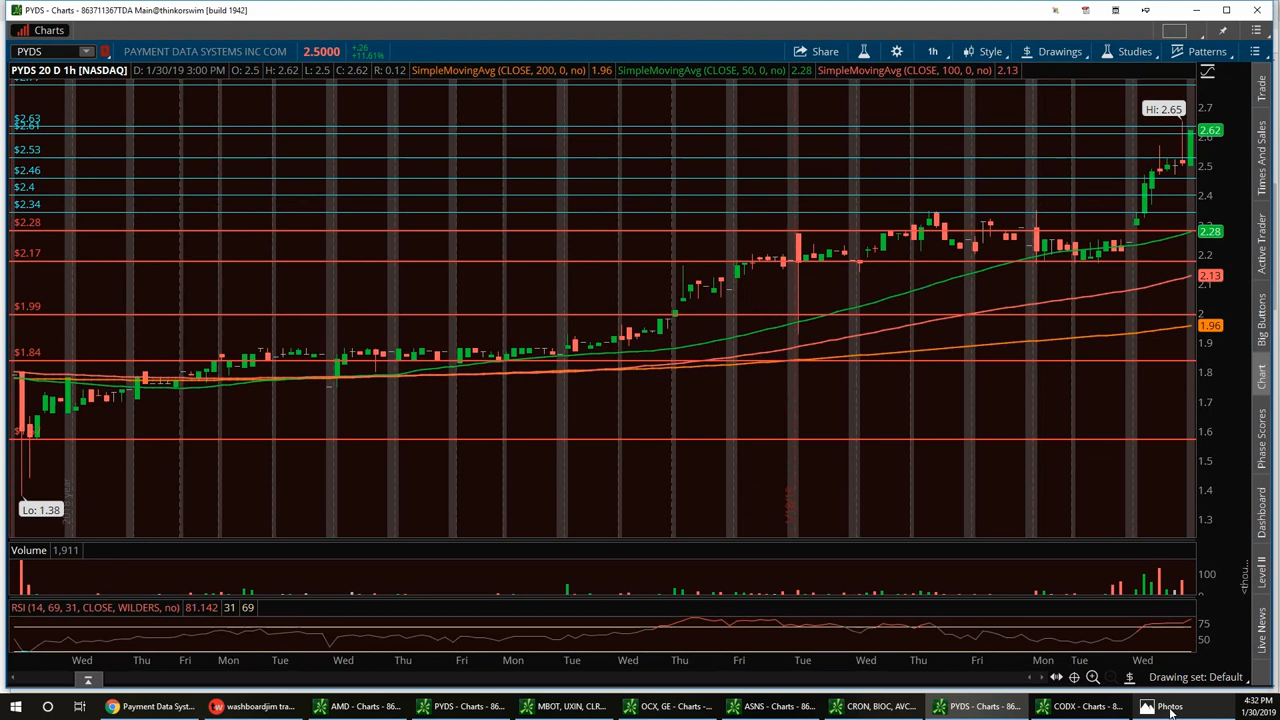 PYDS - Charts - 863711367TDA Main@thinkorswim [build 1942]
Charts
PYDS
PAYMENT DATA SYSTEMS INC COM
2.5000
+.26
+11.61%
Share
1h
Style
Drawings
Studies
Patterns
PYDS 20 D 1h [NASDAQ]
D: 1/30/19 3:00 PM
O: 2.5
H: 2.62
L: 2.5
C: 2.62
R: 0.12
SimpleMovingAvg (CLOSE, 200, 0, no)
1.96
SimpleMovingAvg (CLOSE, 50, 0, no)
2.28
SimpleMovingAvg (CLOSE, 100, 0, no)
2.13
$2.63
$2.61
$2.53
$2.46
$2.4
$2.34
$2.28
$2.17
$1.99
$1.84
Hi: 2.65
Lo: 1.38
2.7
2.62
2.5
2.4
2.28
2.2
2.13
2.1
2
1.96
1.9
1.8
1.7
1.6
1.5
1.4
1.3
Trade
Times And Sales
Active Trader
Big Buttons
Chart
Phase Scores
Dashboard
Level II
Live News
Volume
1,911
100
<thou...
RSI (14, 69, 31, CLOSE, WILDERS, no)
81.142
31
69
75
50
Wed
Thu
Fri
Mon
Tue
Wed
Thu
Fri
Mon
Tue
Wed
Thu
Fri
Tue
Wed
Thu
Fri
Mon
Tue
Wed
Drawing set: Default
Payment Data Syst...
washboardjim tra...
AMD - Charts - 86...
PYDS - Charts - 86...
MBOT, UXIN, CLR...
OCX, GE - Charts - ...
ASNS - Charts - 86...
CRON, BIOC, AVC...
PYDS - Charts - 86...
CODX - Charts - 8...
Photos
4:32 PM
1/30/2019